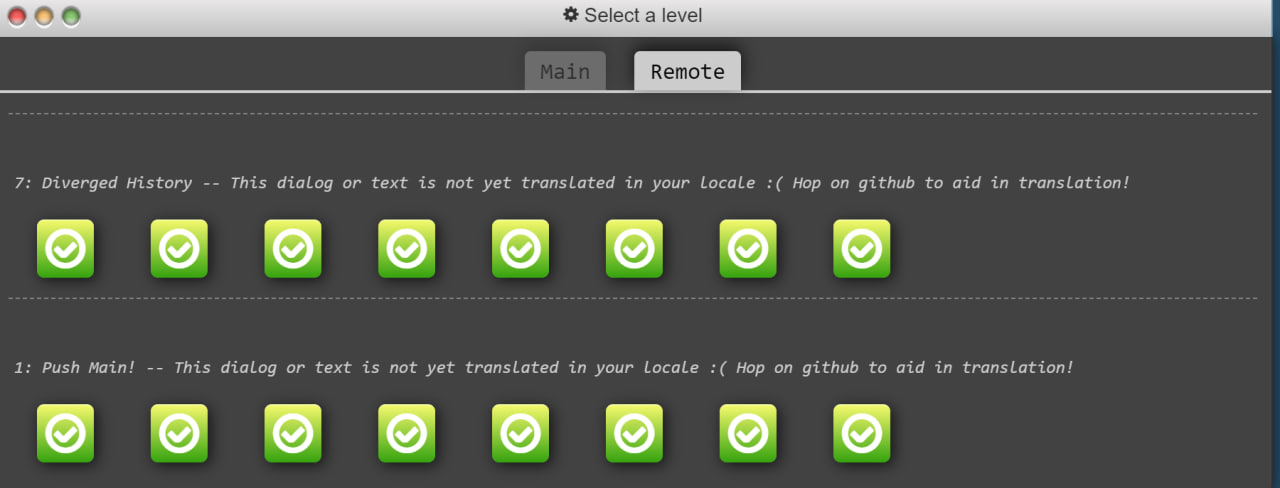 Select a level
Main
Remote
7: Diverged History -- This dialog or text is not yet translated in your locale :( Hop on github to aid in translation!
1: Push Main! -- This dialog or text is not yet translated in your locale :( Hop on github to aid in translation!